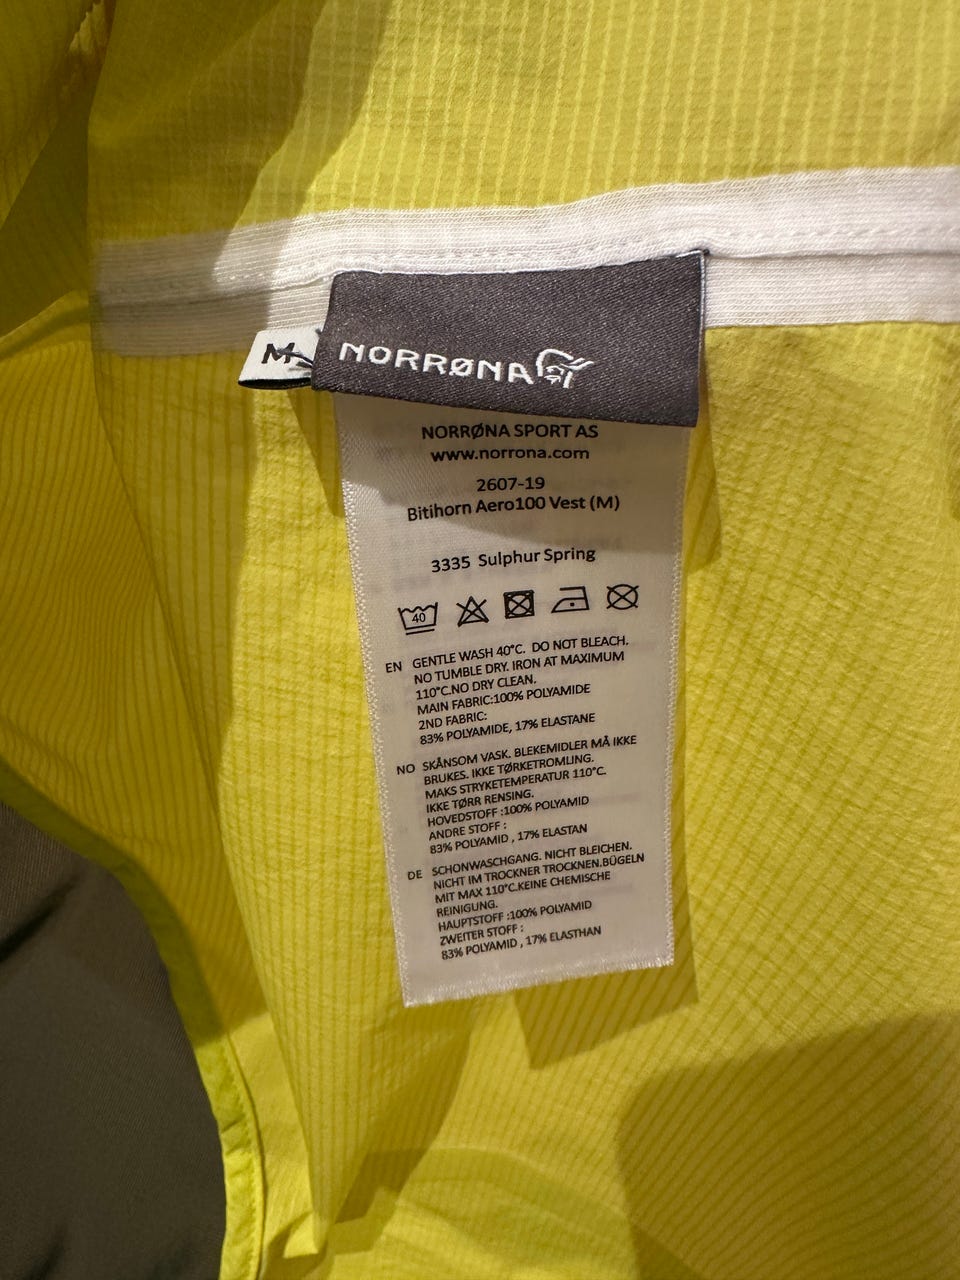 M
NORRØNA
NORRØNA SPORT AS
www.norrona.com
2607-19
Bitihorn Aero100 Vest (M)
3335 Sulphur Spring
40
EN GENTLE WASH 40°C. DO NOT BLEACH.
NO TUMBLE DRY. IRON AT MAXIMUM
110°C.NO DRY CLEAN.
MAIN FABRIC:100% POLYAMIDE
2ND FABRIC:
83% POLYAMIDE, 17% ELASTANE
NO SKÅNSOM VASK. BLEKEMIDLER MÅ IKKE
BRUKES. IKKE TØRKETROMLING.
MAKS STRYKETEMPERATUR 110°C.
IKKE TØRR RENSING.
HOVEDSTOFF :100% POLYAMID
ANDRE STOFF :
83% POLYAMID , 17% ELASTAN
DE SCHONWASCHGANG. NICHT BLEICHEN.
NICHT IM TROCKNER TROCKNEN.BÜGELN
MIT MAX 110°C.KEINE CHEMISCHE
REINIGUNG.
HAUPTSTOFF :100% POLYAMID
ZWEITER STOFF :
83% POLYAMID , 17% ELASTHAN